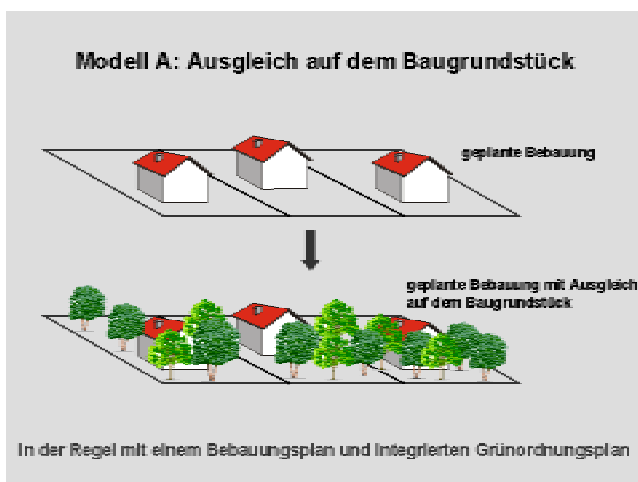 Modell A: Ausgleich auf dem Baugrundstück
geplante Bebauung
geplante Bebauung mit Ausgleich
auf dem Baugrundstück
In der Regel mit einem Bebauungsplan und integrierten Grünordnungsplan